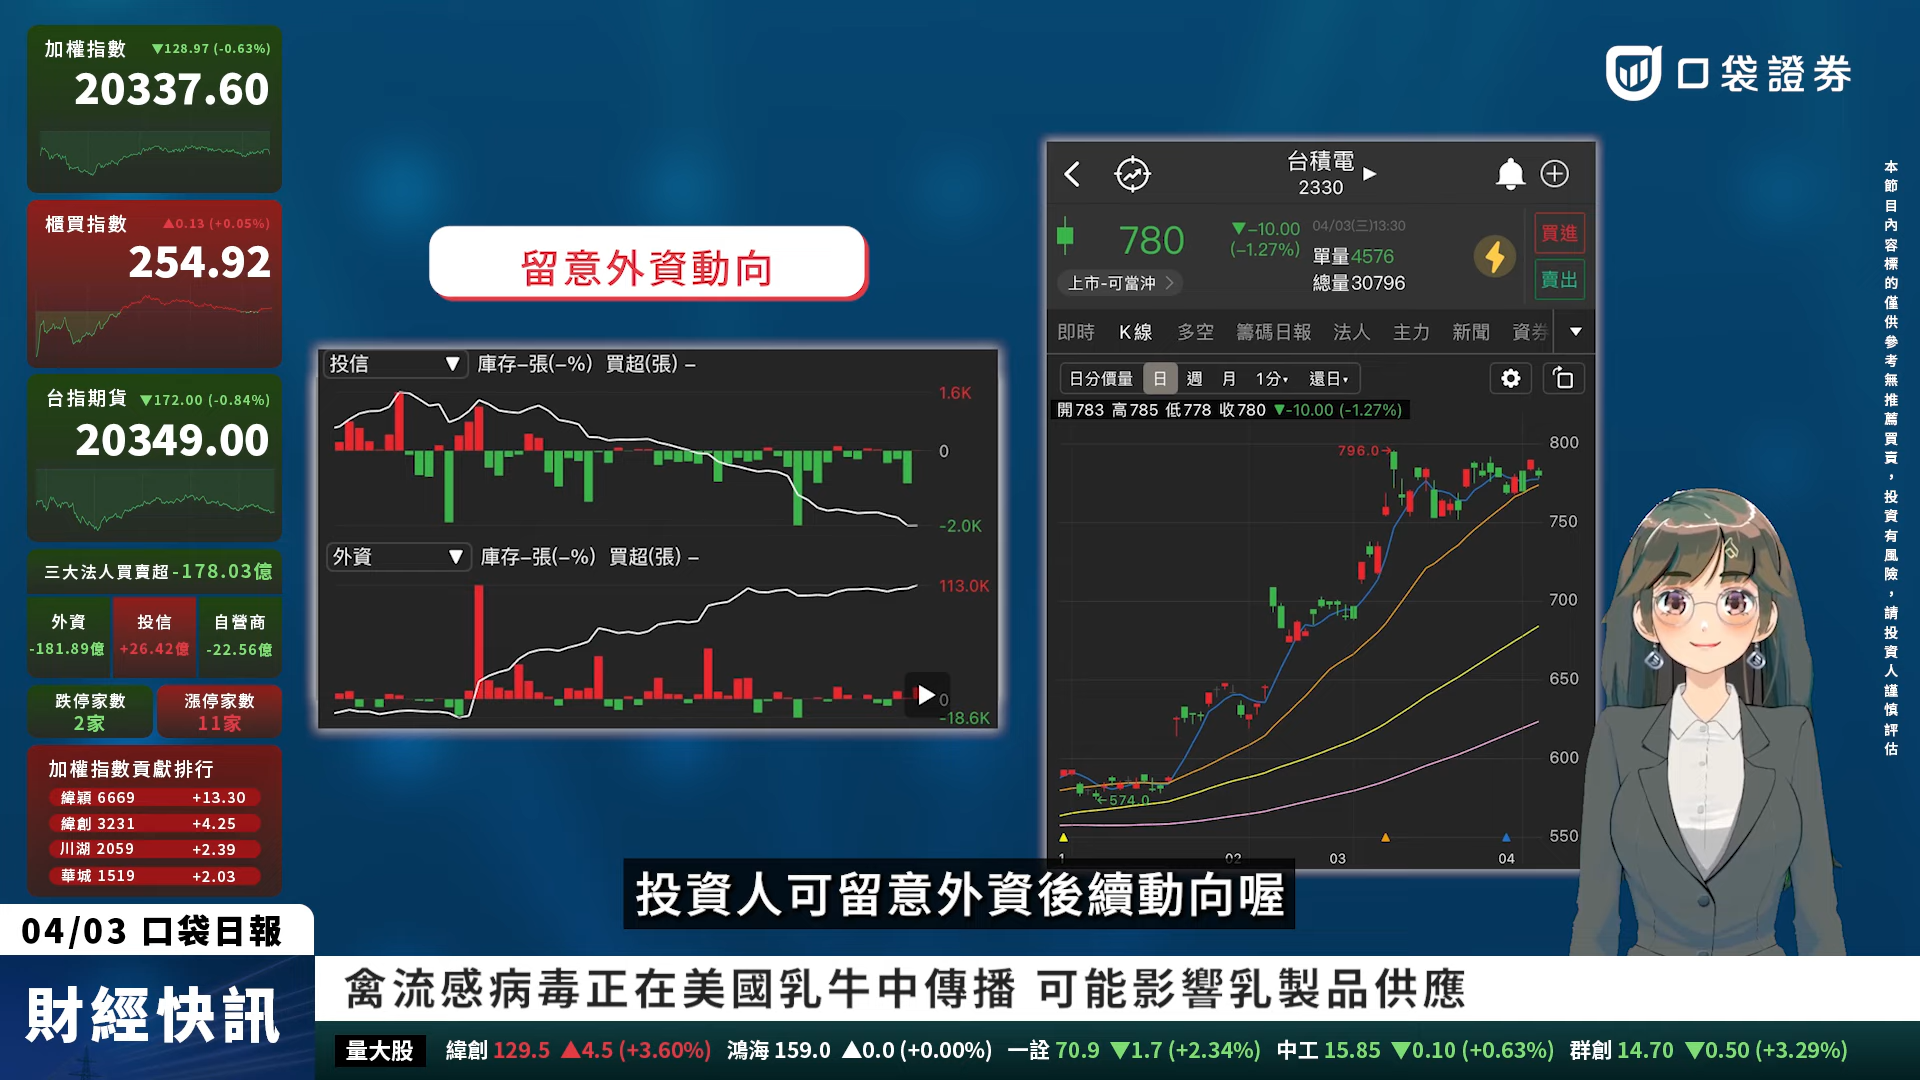 加權指數 ▼128.97 (-0.63%)
20337.60
櫃買指數 ▲0.13 (+0.05%)
254.92
台指期貨 ▼172.00 (-0.84%)
20349.00
三大法人買賣超 -178.03億
外資 投信 自營商
-181.89億 +26.42億 -22.56億
跌停家數 漲停家數
2家 11家
加權指數貢獻排行
緯穎 6669 +13.30
緯創 3231 +4.25
川湖 2059 +2.39
華城 1519 +2.03
04/03 口袋日報
財經快訊
留意外資動向
投信 ▼ 庫存–張(–%) 買超(張) –
1.6K
0
-2.0K
外資 ▼ 庫存–張(–%) 買超(張) –
113.0K
0
-18.6K
台積電
2330
780
▼−10.00
(−1.27%)
04/03(三)13:30
單量4576
總量30796
上市-可當沖
買進
賣出
即時 K線 多空 籌碼日報 法人 主力 新聞 資券
日分價量 日 週 月 1分 還日
開783 高785 低778 收780 ▼-10.00 (-1.27%)
796.0→
←574.0
800
750
700
650
600
550
1 02 03 04
口袋證券
本節目內容標的僅供參考無推薦買賣，投資有風險，請投資人謹慎評估
投資人可留意外資後續動向喔
禽流感病毒正在美國乳牛中傳播 可能影響乳製品供應
量大股 緯創 129.5 ▲4.5 (+3.60%) 鴻海 159.0 ▲0.0 (+0.00%) 一詮 70.9 ▼1.7 (+2.34%) 中工 15.85 ▼0.10 (+0.63%) 群創 14.70 ▼0.50 (+3.29%)